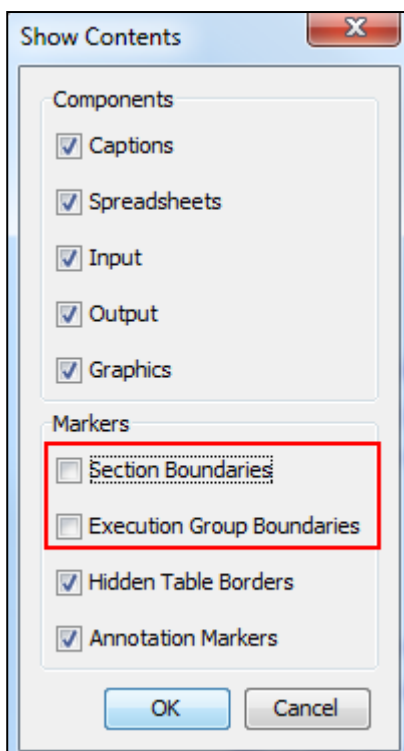 Show Contents
Components
Captions
Spreadsheets
Input
Output
Graphics
Markers
Section Boundaries
Execution Group Boundaries
Hidden Table Borders
Annotation Markers
OK Cancel